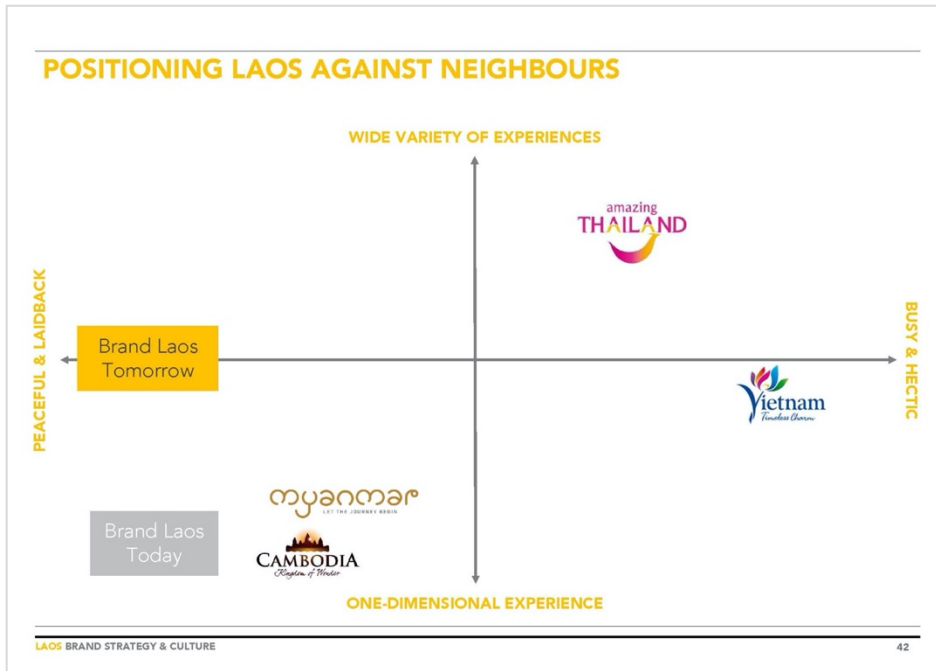 POSITIONING LAOS AGAINST NEIGHBOURS
WIDE VARIETY OF EXPERIENCES
amazing
THAILAND
PEACEFUL & LAIDBACK
Brand Laos
Tomorrow
BUSY & HECTIC
Vietnam
Timeless Charm
myanmar
LET THE JOURNEY BEGIN
Brand Laos
Today
CAMBODIA
Kingdom of Wonder
ONE-DIMENSIONAL EXPERIENCE
LAOS BRAND STRATEGY & CULTURE
42